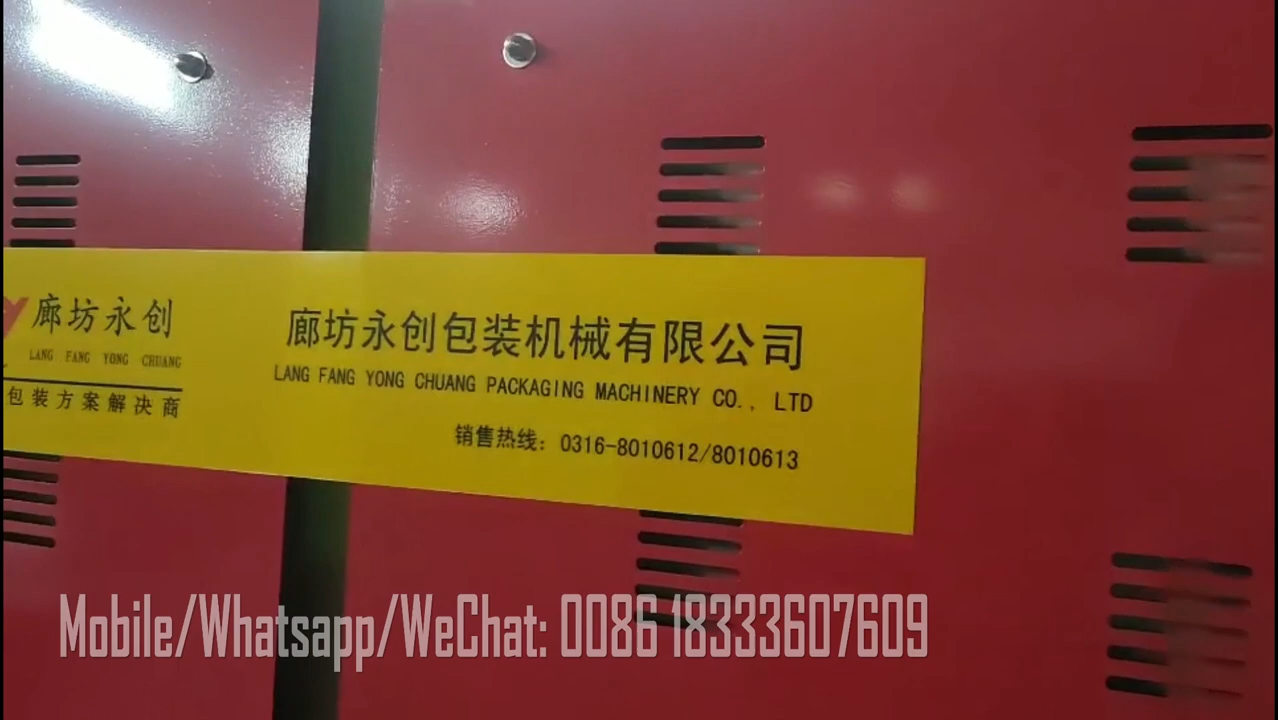 廊坊永创
LANG FANG YONG CHUANG
包装方案解决商
廊坊永创包装机械有限公司
LANG FANG YONG CHUANG PACKAGING MACHINERY CO., LTD
销售热线：0316-8010612/8010613
Mobile/Whatsapp/WeChat: 0086 18333607609